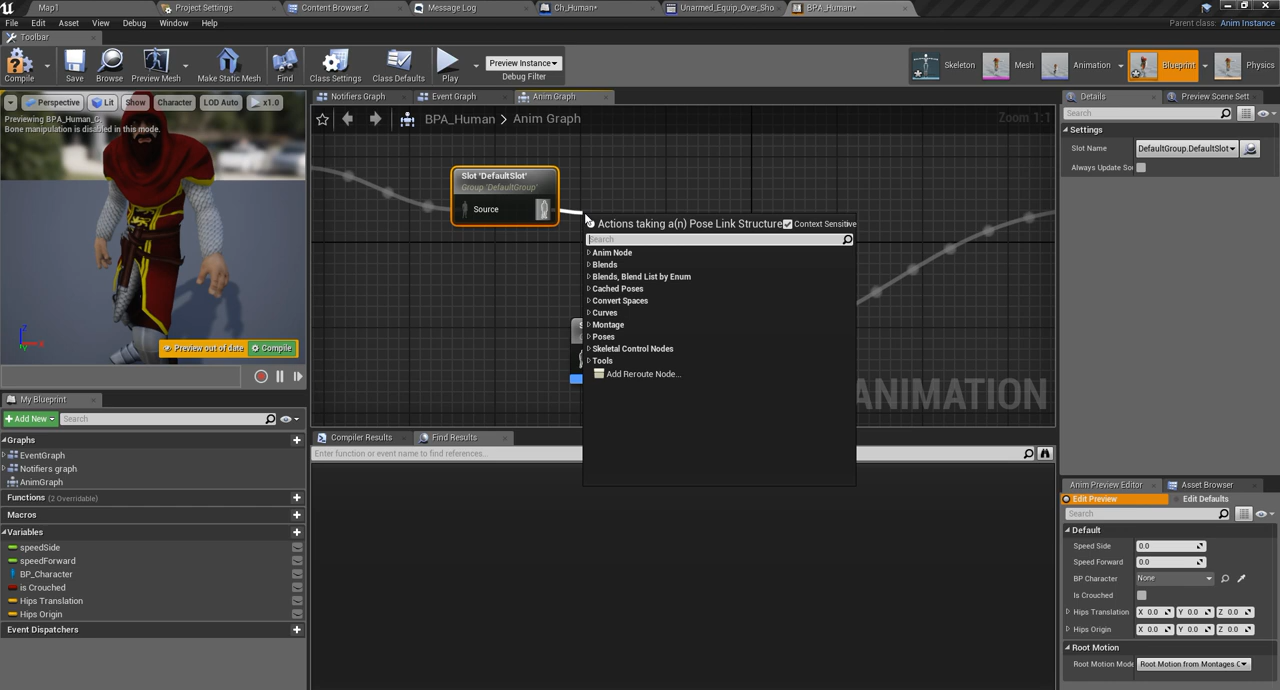 Map1
Project Settings
Content Browser 2
Message Log
Ch_Human*
Unarmed_Equip_Over_Sho
BPA_Human*
File Edit Asset View Debug Window Help
Parent class: Anim Instance
Toolbar
Compile
Save
Browse
Preview Mesh
Make Static Mesh
Find
Class Settings
Class Defaults
Play
Preview Instance
Debug Filter
Skeleton
Mesh
Animation
Blueprint
Physics
Perspective
Lit
Show
Character
LOD Auto
x1.0
Previewing BPA_Human_C.
Bone manipulation is disabled in this mode.
Preview out of date
Compile
Notifiers Graph
Event Graph
Anim Graph
BPA_Human > Anim Graph
Zoom 1:1
Slot 'DefaultSlot'
Group 'DefaultGroup'
Source
Actions taking a(n) Pose Link Structure
Context Sensitive
Search
Anim Node
Blends
Blends, Blend List by Enum
Cached Poses
Convert Spaces
Curves
Montage
Poses
Skeletal Control Nodes
Tools
Add Reroute Node...
ANIMATION
My Blueprint
Add New
Search
Graphs
EventGraph
Notifiers graph
AnimGraph
Functions (2 Overridable)
Macros
Variables
speedSide
speedForward
BP_Character
is Crouched
Hips Translation
Hips Origin
Event Dispatchers
Compiler Results
Find Results
Enter function or event name to find references...
Details
Preview Scene Sett
Search
Settings
Slot Name
DefaultGroup.DefaultSlot
Always Update So
Anim Preview Editor
Asset Browser
Edit Preview
Edit Defaults
Search
Default
Speed Side 0.0
Speed Forward 0.0
BP Character None
Is Crouched
Hips Translation X 0.0 Y 0.0 Z 0.0
Hips Origin X 0.0 Y 0.0 Z 0.0
Root Motion
Root Motion Mode Root Motion from Montages O